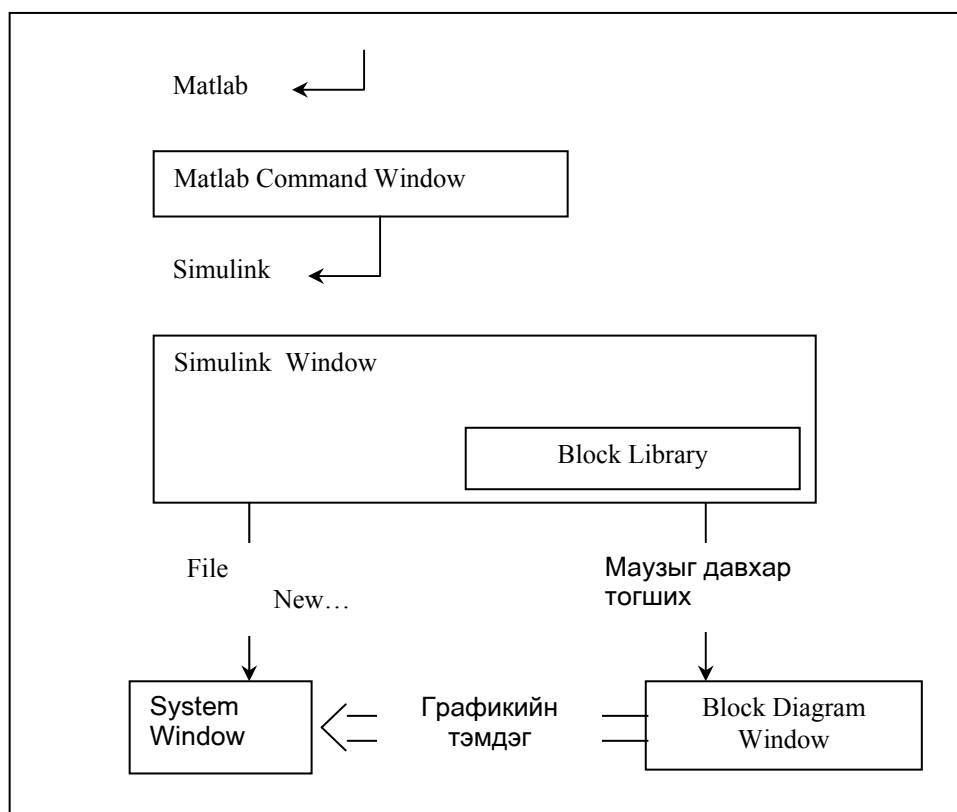 Matlab
Matlab Command Window
Simulink
Simulink Window
Block Library
File
New…
Маузыг давхар
тогших
System
Window
Графикийн
тэмдэг
Block Diagram
Window